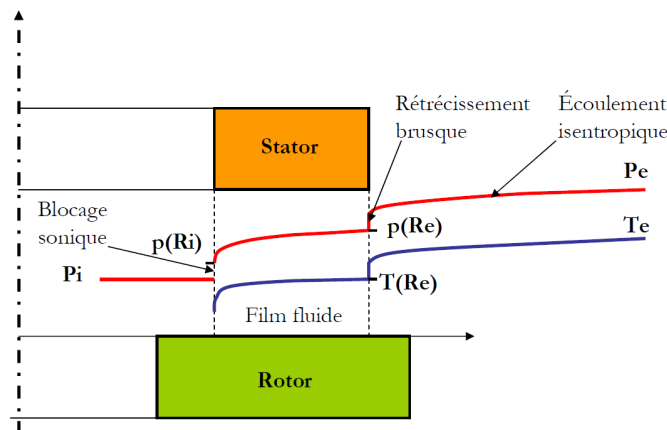 Stator
Rétrécissement
brusque
Écoulement
isentropique
Pe
Blocage
sonique
p(Ri)
p(Re)
Te
Pi
T(Re)
Film fluide
Rotor